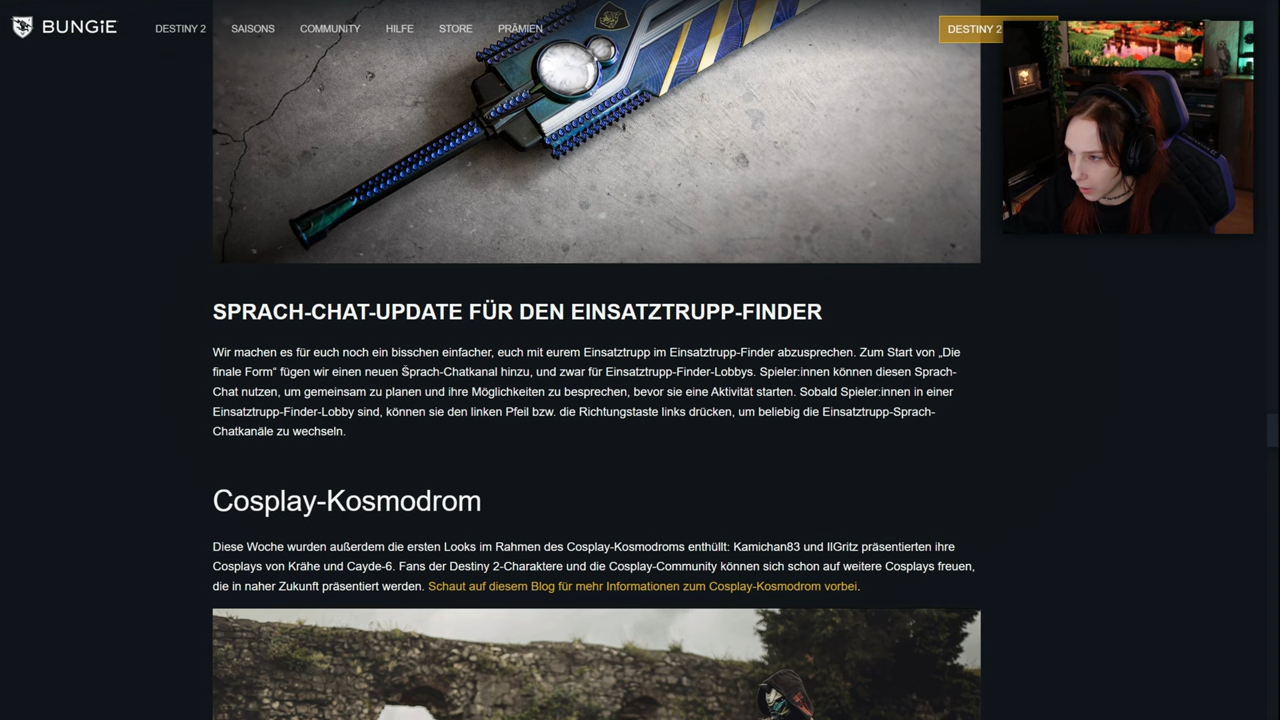 BUNGiE DESTINY 2 SAISONS COMMUNITY HILFE STORE PRÄMIEN DESTINY 2
SPRACH-CHAT-UPDATE FÜR DEN EINSATZTRUPP-FINDER
Wir machen es für euch noch ein bisschen einfacher, euch mit eurem Einsatztrupp im Einsatztrupp-Finder abzusprechen. Zum Start von „Die
finale Form“ fügen wir einen neuen Sprach-Chatkanal hinzu, und zwar für Einsatztrupp-Finder-Lobbys. Spieler:innen können diesen Sprach-
Chat nutzen, um gemeinsam zu planen und ihre Möglichkeiten zu besprechen, bevor sie eine Aktivität starten. Sobald Spieler:innen in einer
Einsatztrupp-Finder-Lobby sind, können sie den linken Pfeil bzw. die Richtungstaste links drücken, um beliebig die Einsatztrupp-Sprach-
Chatkanäle zu wechseln.
Cosplay-Kosmodrom
Diese Woche wurden außerdem die ersten Looks im Rahmen des Cosplay-Kosmodroms enthüllt: Kamichan83 und IlGritz präsentierten ihre
Cosplays von Krähe und Cayde-6. Fans der Destiny 2-Charaktere und die Cosplay-Community können sich schon auf weitere Cosplays freuen,
die in naher Zukunft präsentiert werden. Schaut auf diesem Blog für mehr Informationen zum Cosplay-Kosmodrom vorbei.